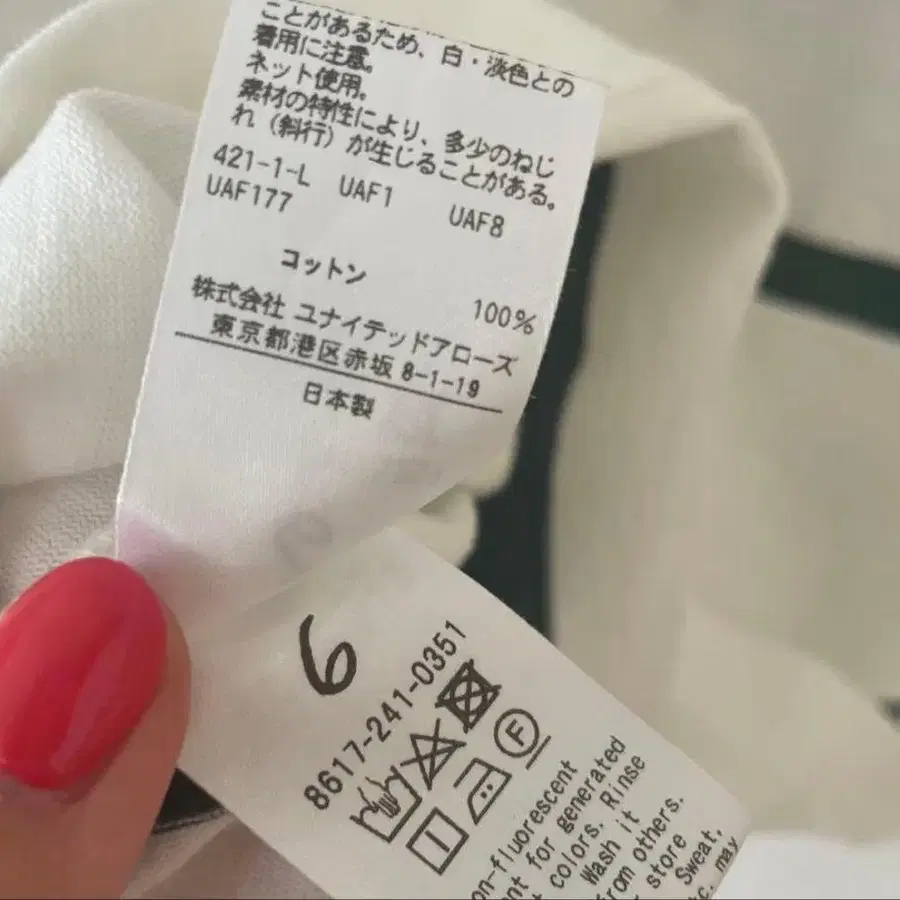 ことがあるため、白・淡色との
着用に注意。
ネット使用。
素材の特性により、多少のねじ
れ（斜行）が生じることがある。
421-1-L UAF1 UAF8
UAF177
コットン 100%
株式会社 ユナイテッドアローズ
東京都港区赤坂 8-1-19
日本製
6
8617-241-0351
F
on-fluorescent
nt for generated
t colors. Rinse
Wash it
from others.
store
Sweat,
tc. may